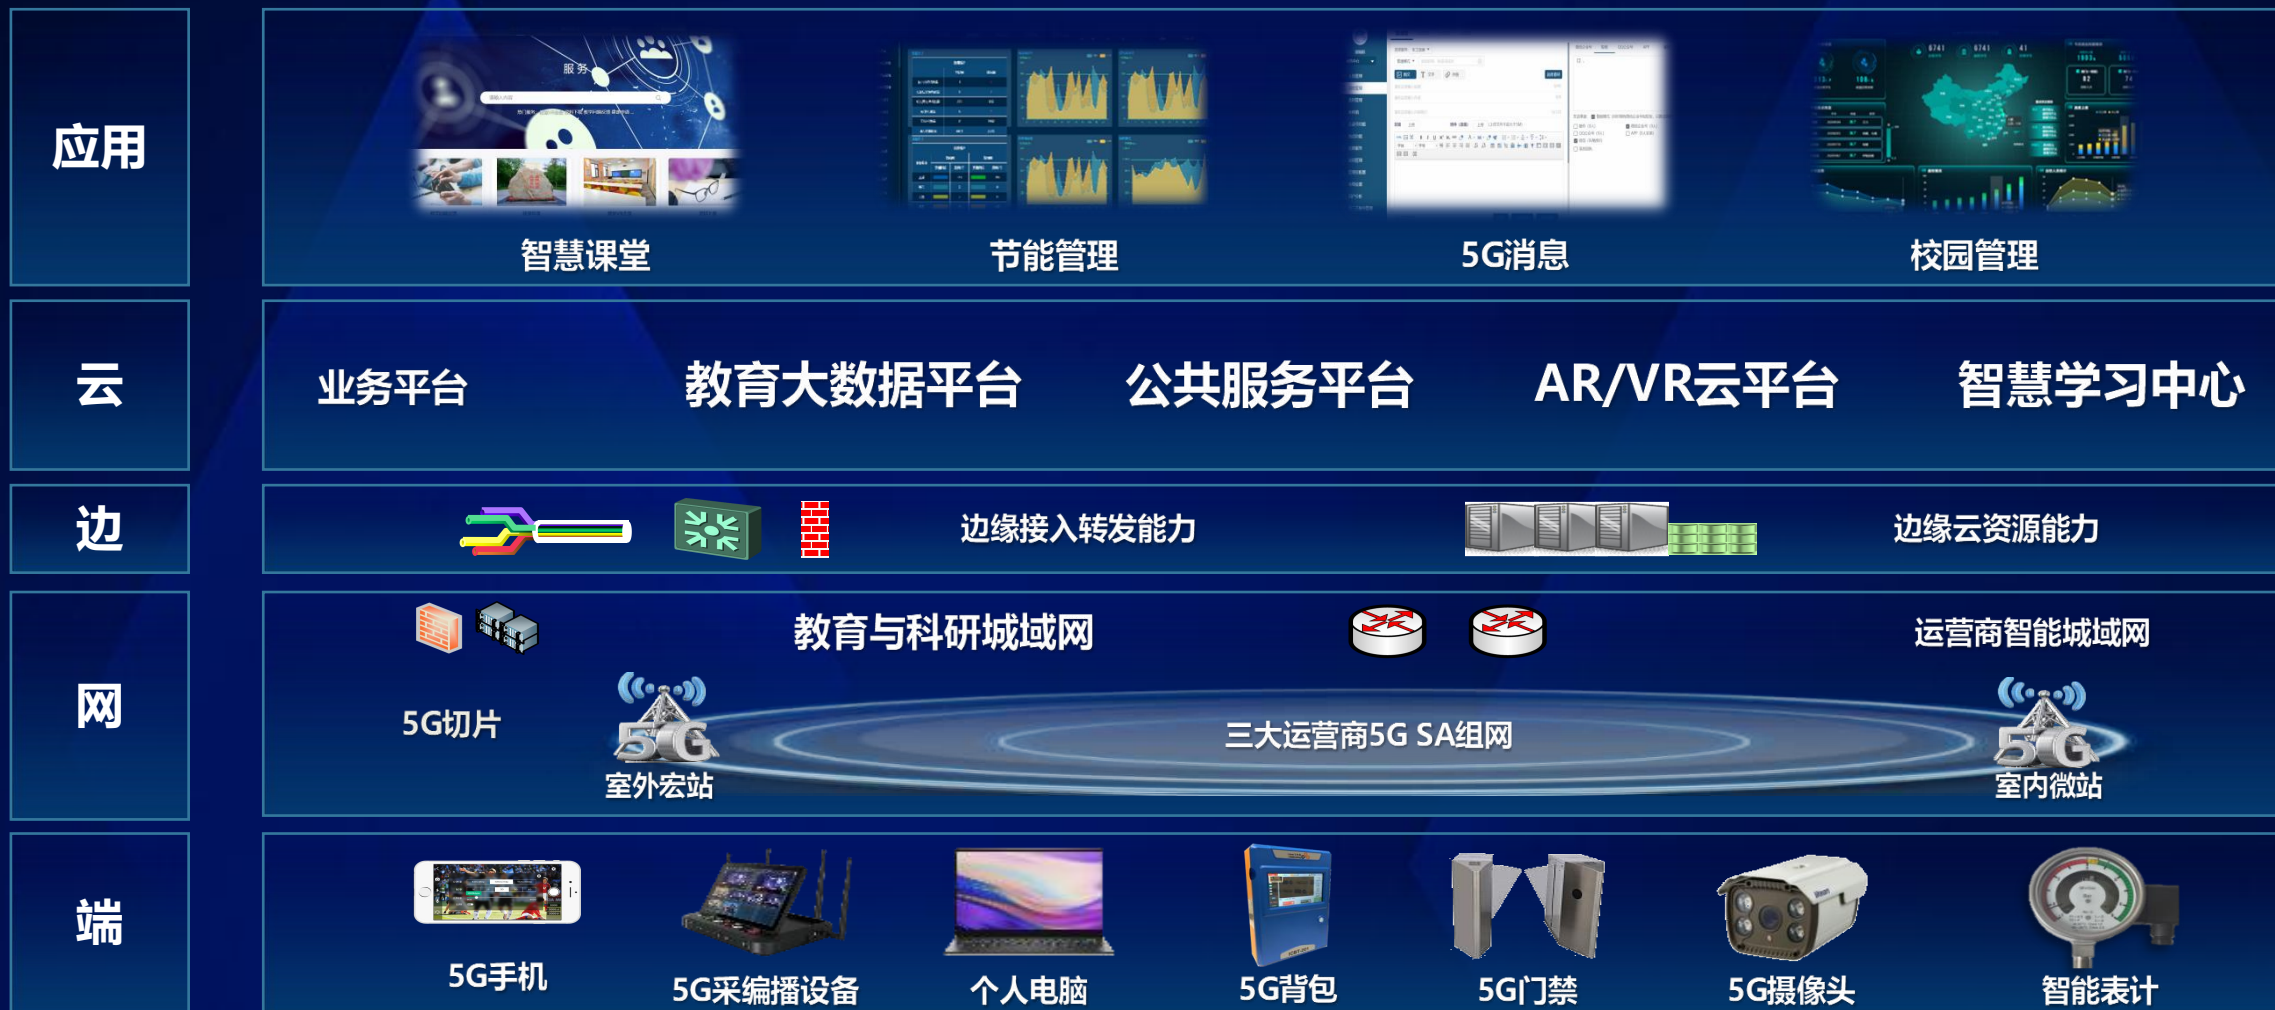 应用
服务
智慧课堂
节能管理
5G消息
校园管理
云
业务平台
教育大数据平台
公共服务平台
AR/VR云平台
智慧学习中心
边
边缘接入转发能力
边缘云资源能力
网
教育与科研城域网
运营商智能城域网
5G切片
5G
室外宏站
三大运营商5G SA组网
5G
室内微站
端
5G手机
5G采编播设备
个人电脑
5G背包
5G门禁
5G摄像头
智能表计